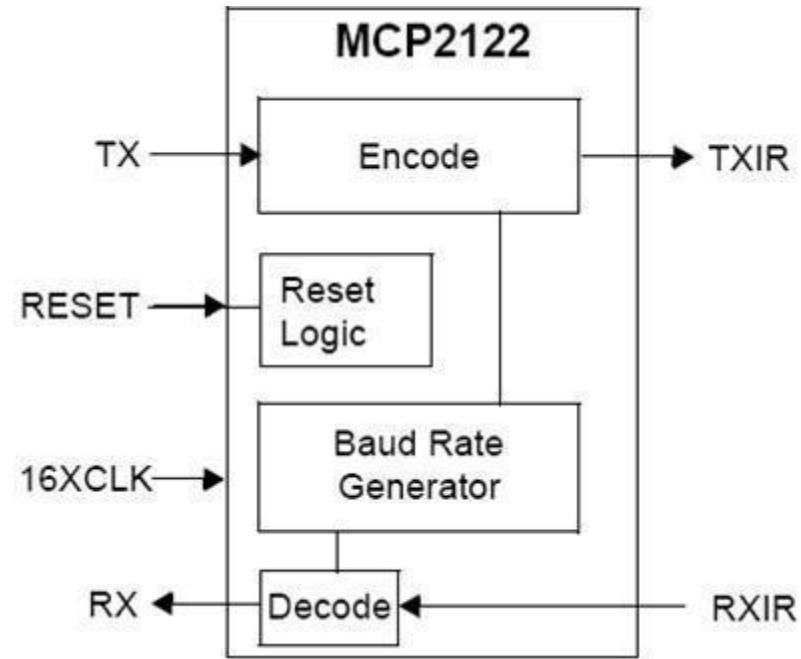 MCP2122
TX
Encode
TXIR
RESET
Reset
Logic
16XCLK
Baud Rate
Generator
RX
Decode
RXIR